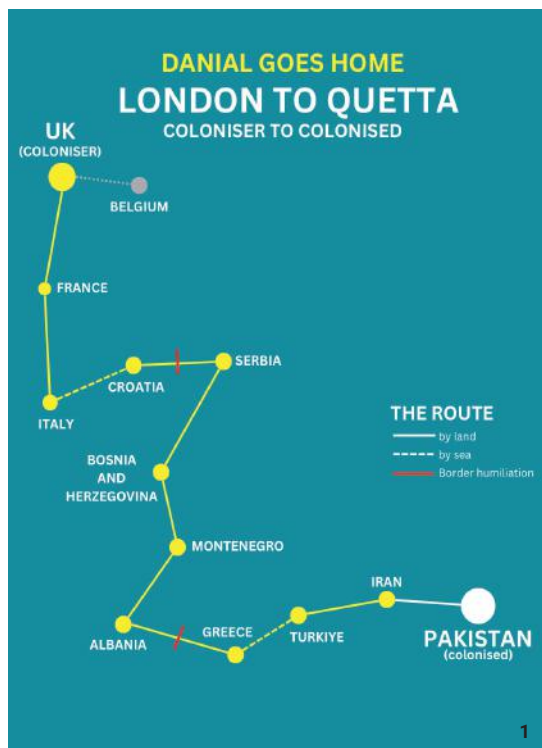 DANIAL GOES HOME
LONDON TO QUETTA
COLONISER TO COLONISED
UK
(COLONISER)
BELGIUM
FRANCE
SERBIA
CROATIA
ITALY
THE ROUTE
by land
by sea
Border humiliation
BOSNIA
AND
HERZEGOVINA
MONTENEGRO
IRAN
ALBANIA
GREECE
TURKIYE
PAKISTAN
(colonised)
1